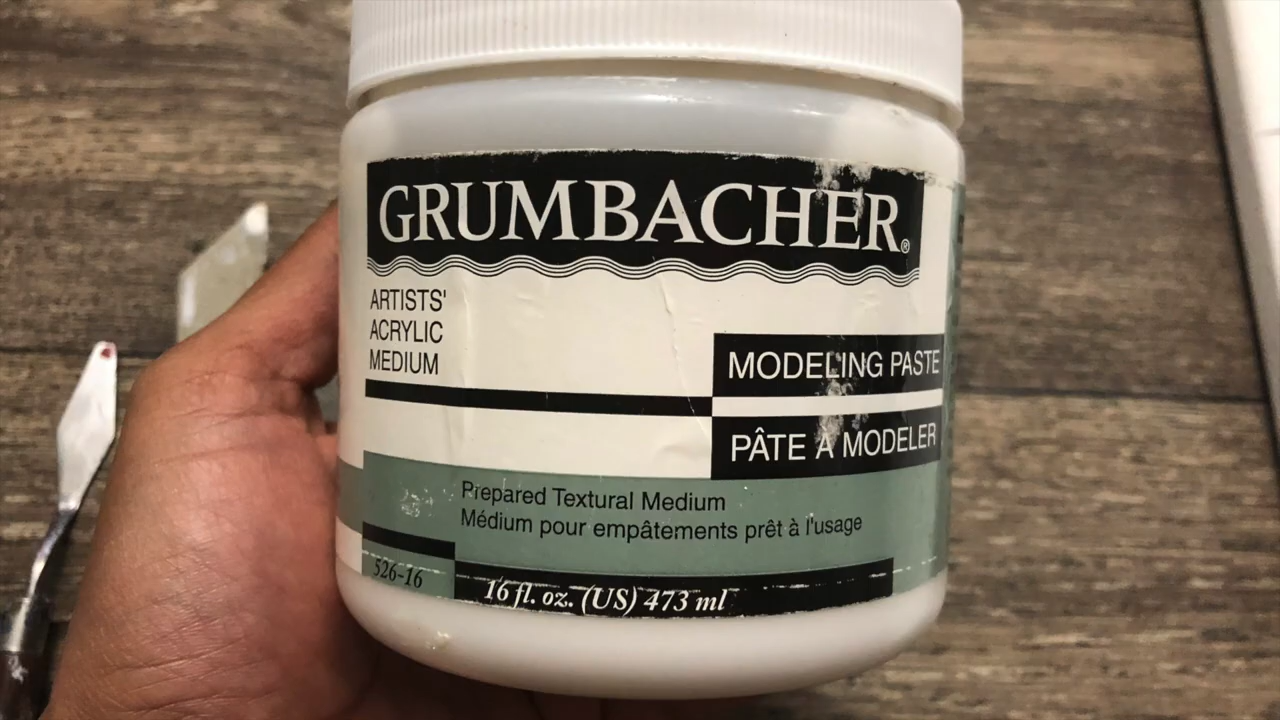 GRUMBACHER®
ARTISTS'
ACRYLIC
MEDIUM
MODELING PASTE
PÂTE À MODELER
Prepared Textural Medium
Médium pour empâtements prêt à l'usage
526-16
16 fl. oz. (US) 473 ml